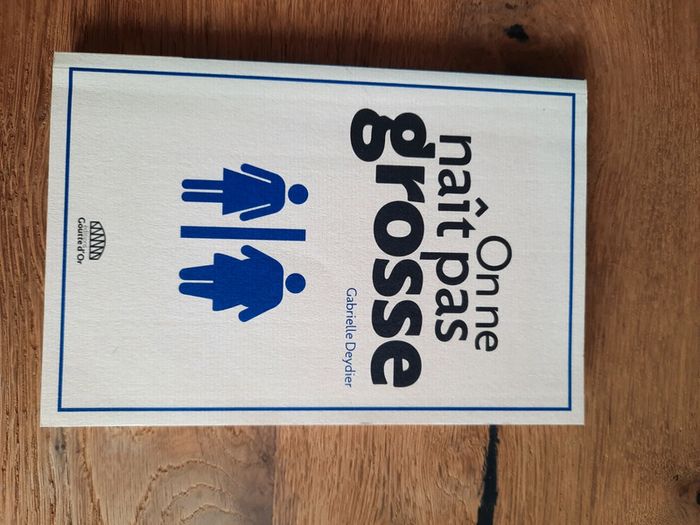 On ne
naît pas
grosse
Gabrielle Deydier
Goutte d'Or